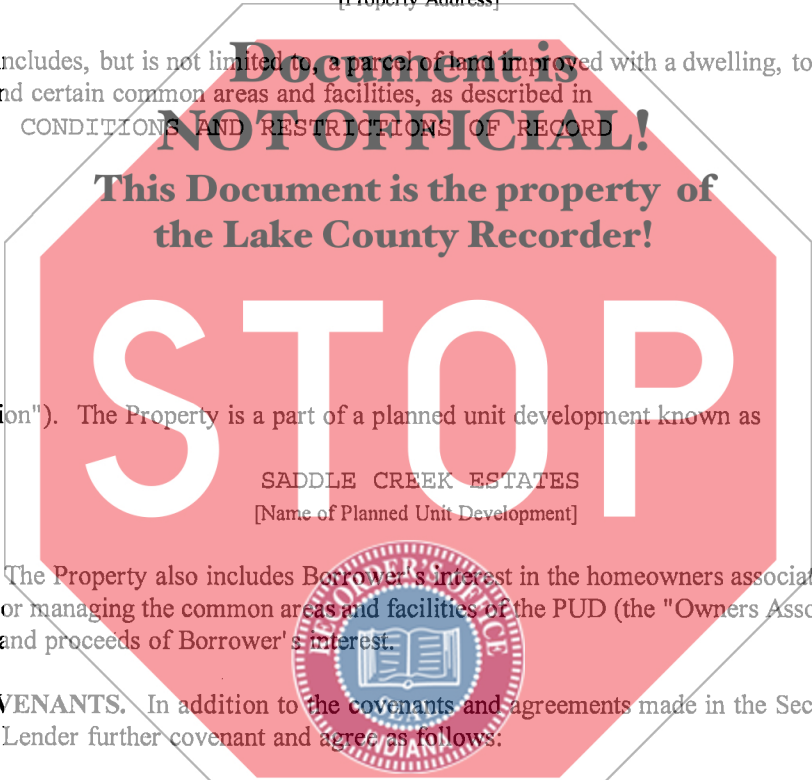 [Property Address]
ncludes, but is not limited to, a parcel of land improved with a dwelling, to
Document is
nd certain common areas and facilities, as described in
CONDITIONS AND RESTRICTIONS OF RECORD
NOT OFFICIAL!
This Document is the property of
the Lake County Recorder!
STOP
ion"). The Property is a part of a planned unit development known as
SADDLE CREEK ESTATES
[Name of Planned Unit Development]
The Property also includes Borrower's interest in the homeowners associat
or managing the common areas and facilities of the PUD (the "Owners Asso
and proceeds of Borrower's interest.
RECORDER'S OFFICE
SEAL
INDIANA
VENANTS. In addition to the covenants and agreements made in the Sec
Lender further covenant and agree as follows: